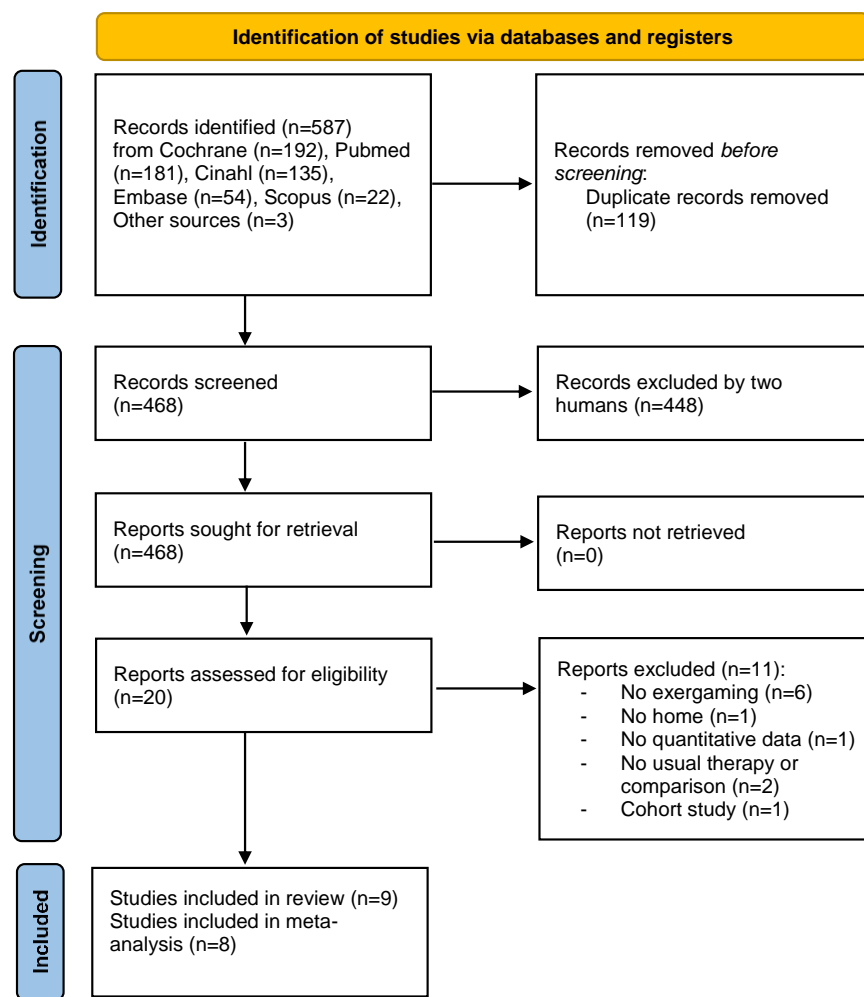 Identification of studies via databases and registers
Identification
Records identified (n=587)
from Cochrane (n=192), Pubmed
(n=181), Cinahl (n=135),
Embase (n=54), Scopus (n=22),
Other sources (n=3)
Records removed before
screening:
Duplicate records removed
(n=119)
Screening
Records screened
(n=468)
Records excluded by two
humans (n=448)
Reports sought for retrieval
(n=468)
Reports not retrieved
(n=0)
Reports assessed for eligibility
(n=20)
Reports excluded (n=11):
- No exergaming (n=6)
- No home (n=1)
- No quantitative data (n=1)
- No usual therapy or
comparison (n=2)
- Cohort study (n=1)
Included
Studies included in review (n=9)
Studies included in meta-
analysis (n=8)